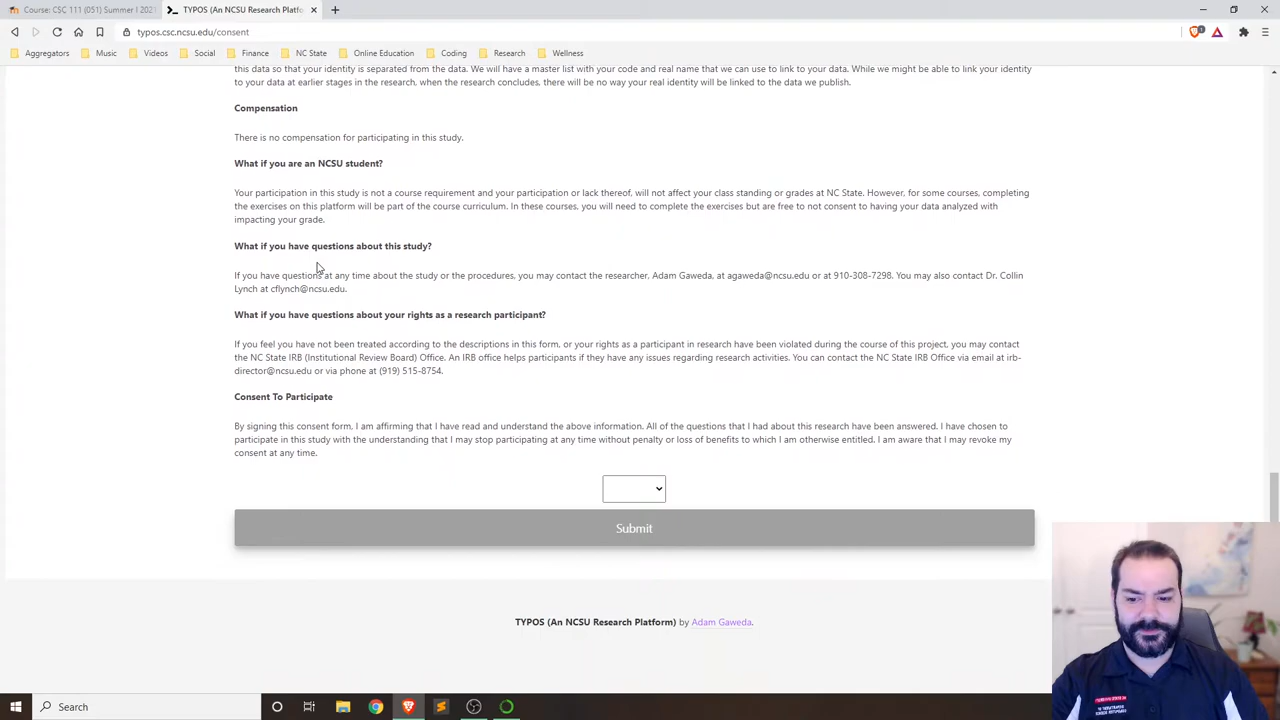 Course: CSC 111 (051) Summer I 202
TYPOS (An NCSU Research Platfo
typos.csc.ncsu.edu/consent
Aggregators Music Videos Social Finance NC State Online Education Coding Research Wellness
this data so that your identity is separated from the data. We will have a master list with your code and real name that we can use to link to your data. While we might be able to link your identity
to your data at earlier stages in the research, when the research concludes, there will be no way your real identity will be linked to the data we publish.
Compensation
There is no compensation for participating in this study.
What if you are an NCSU student?
Your participation in this study is not a course requirement and your participation or lack thereof, will not affect your class standing or grades at NC State. However, for some courses, completing
the exercises on this platform will be part of the course curriculum. In these courses, you will need to complete the exercises but are free to not consent to having your data analyzed with
impacting your grade.
What if you have questions about this study?
If you have questions at any time about the study or the procedures, you may contact the researcher, Adam Gaweda, at agaweda@ncsu.edu or at 910-308-7298. You may also contact Dr. Collin
Lynch at cflynch@ncsu.edu.
What if you have questions about your rights as a research participant?
If you feel you have not been treated according to the descriptions in this form, or your rights as a participant in research have been violated during the course of this project, you may contact
the NC State IRB (Institutional Review Board) Office. An IRB office helps participants if they have any issues regarding research activities. You can contact the NC State IRB Office via email at irb-
director@ncsu.edu or via phone at (919) 515-8754.
Consent To Participate
By signing this consent form, I am affirming that I have read and understand the above information. All of the questions that I had about this research have been answered. I have chosen to
participate in this study with the understanding that I may stop participating at any time without penalty or loss of benefits to which I am otherwise entitled. I am aware that I may revoke my
consent at any time.
Submit
TYPOS (An NCSU Research Platform) by Adam Gaweda.
Search